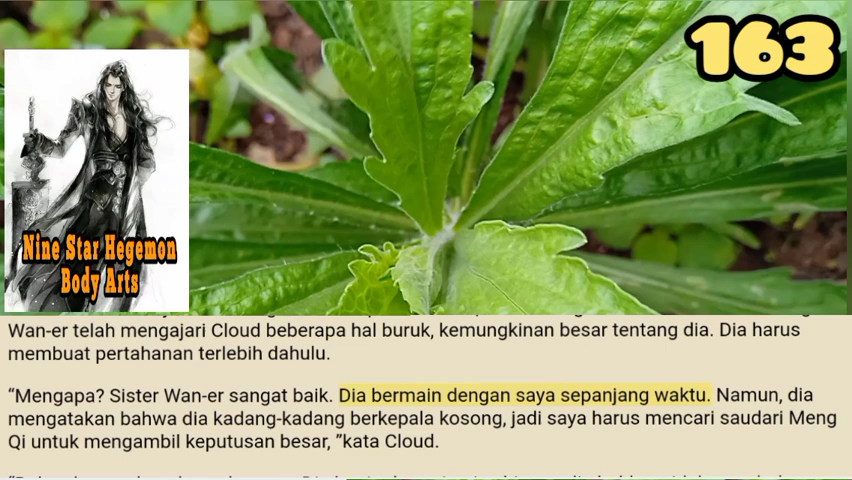 163
Nine Star Hegemon
Body Arts
Wan-er telah mengajari Cloud beberapa hal buruk, kemungkinan besar tentang dia. Dia harus
membuat pertahanan terlebih dahulu.
“Mengapa? Sister Wan-er sangat baik. Dia bermain dengan saya sepanjang waktu. Namun, dia
mengatakan bahwa dia kadang-kadang berkepala kosong, jadi saya harus mencari saudari Meng
Qi untuk mengambil keputusan besar, ”kata Cloud.